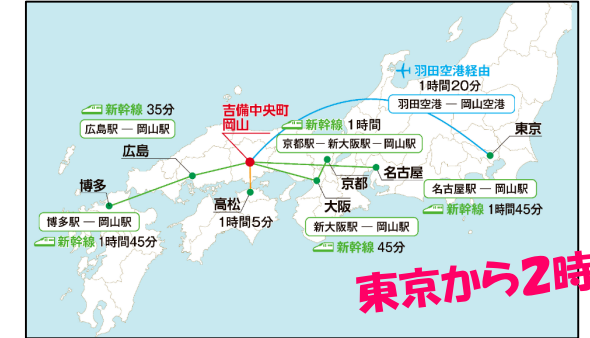 羽田空港経由
1時間20分
羽田空港 ― 岡山空港
新幹線 35分
広島駅 ― 岡山駅
吉備中央町
岡山
新幹線 1時間
京都駅ー新大阪駅ー岡山駅
東京
広島
名古屋
京都
博多
高松
1時間5分
大阪
名古屋駅 ― 岡山駅
新幹線 1時間45分
博多駅 ― 岡山駅
新幹線 1時間45分
新大阪駅 ― 岡山駅
新幹線 45分
東京から2時